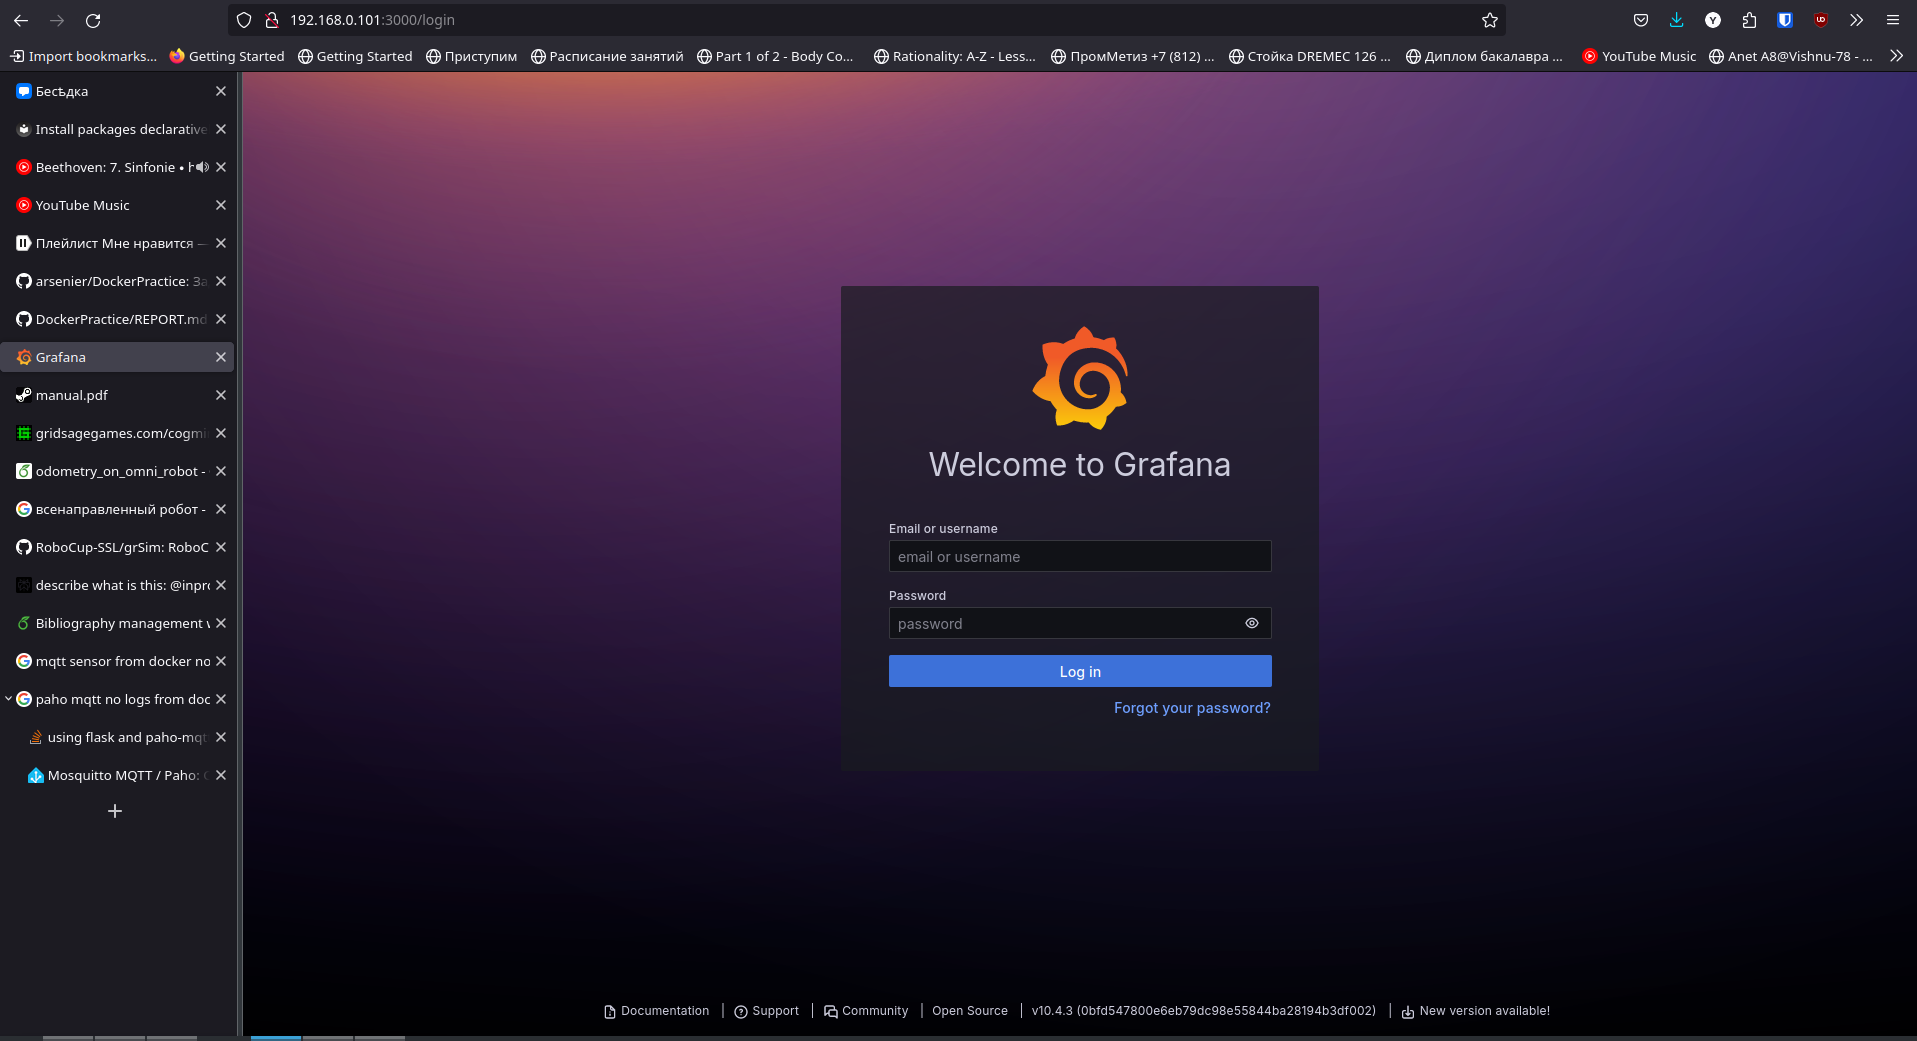 192.168.0.101:3000/login
Import bookmarks...
Getting Started
Getting Started
Приступим
Расписание занятий
Part 1 of 2 - Body Co...
Rationality: A-Z - Less...
ПромМетиз +7 (812) ...
Стойка DREMEC 126 ...
Диплом бакалавра ...
YouTube Music
Anet A8@Vishnu-78 - ...
Бесѣдка
Install packages declarative
Beethoven: 7. Sinfonie • h
YouTube Music
Плейлист Мне нравится —
arsenier/DockerPractice: За
DockerPractice/REPORT.md
Grafana
manual.pdf
gridsagegames.com/cogmi
odometry_on_omni_robot -
всенаправленный робот -
RoboCup-SSL/grSim: RoboC
describe what is this: @inpro
Bibliography management w
mqtt sensor from docker no
paho mqtt no logs from doc
using flask and paho-mqt
Mosquitto MQTT / Paho: C
Welcome to Grafana
Email or username
email or username
Password
password
Log in
Forgot your password?
Documentation | Support | Community | Open Source | v10.4.3 (0bfd547800e6eb79dc98e55844ba28194b3df002) | New version available!